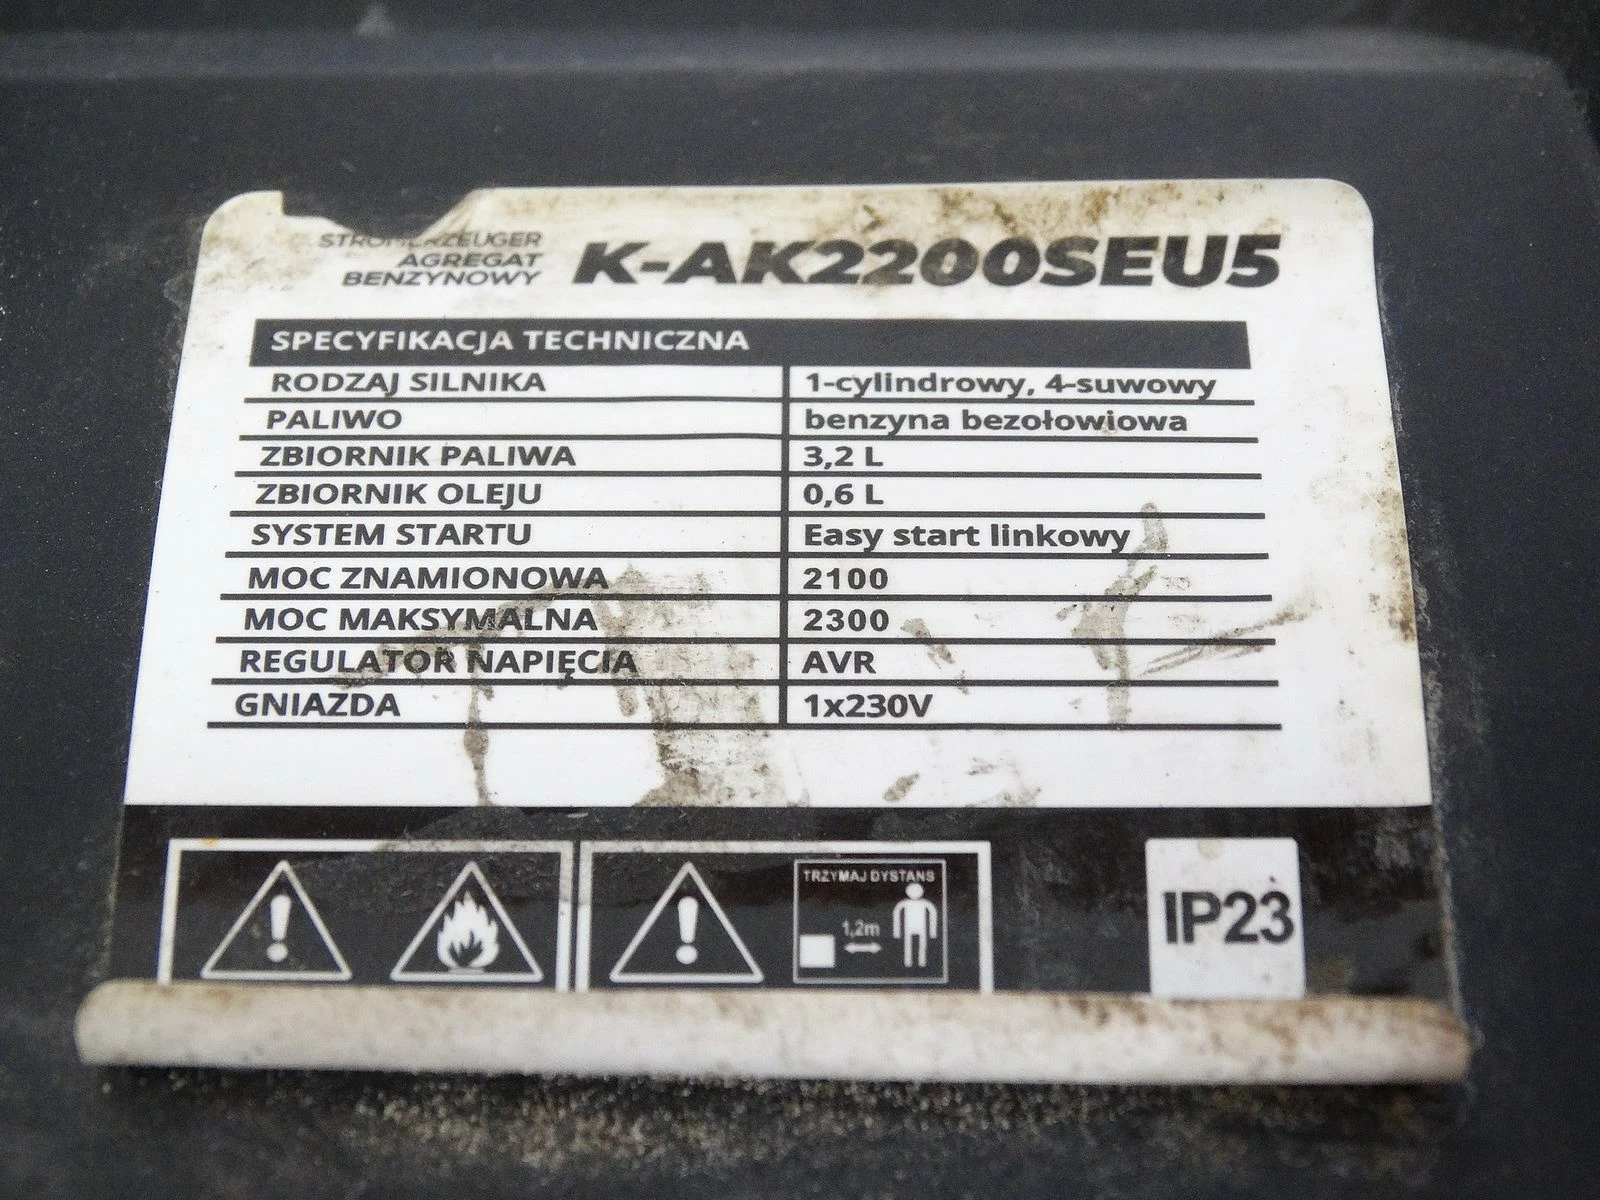 STROMERZEUGER
AGREGAT
BENZYNOWY
K-AK2200SEU5
SPECYFIKACJA TECHNICZNA
RODZAJ SILNIKA 1-cylindrowy, 4-suwowy
PALIWO benzyna bezołowiowa
ZBIORNIK PALIWA 3,2 L
ZBIORNIK OLEJU 0,6 L
SYSTEM STARTU Easy start linkowy
MOC ZNAMIONOWA 2100
MOC MAKSYMALNA 2300
REGULATOR NAPIĘCIA AVR
GNIAZDA 1x230V
TRZYMAJ DYSTANS
1,2m
IP23